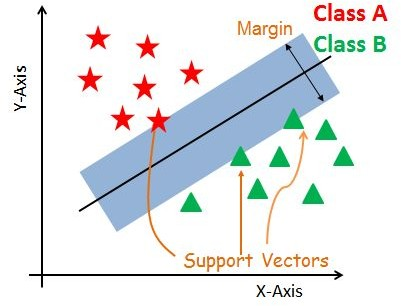 Class A
Margin
Class B
Y-Axis
Support Vectors
X-Axis